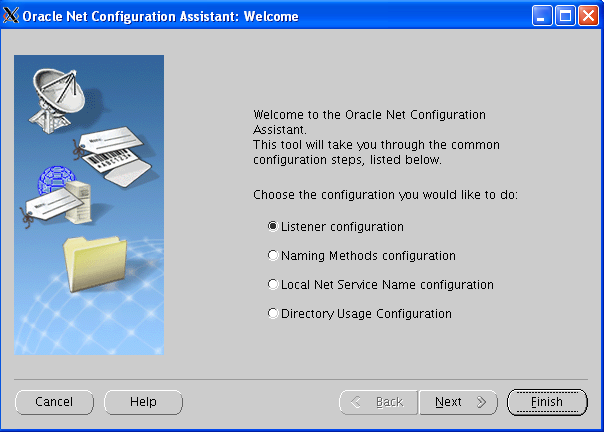 Oracle Net Configuration Assistant: Welcome
Welcome to the Oracle Net Configuration
Assistant.
This tool will take you through the common
configuration steps, listed below.
Choose the configuration you would like to do:
Listener configuration
Naming Methods configuration
Local Net Service Name configuration
Directory Usage Configuration
Cancel
Help
Back
Next
Finish